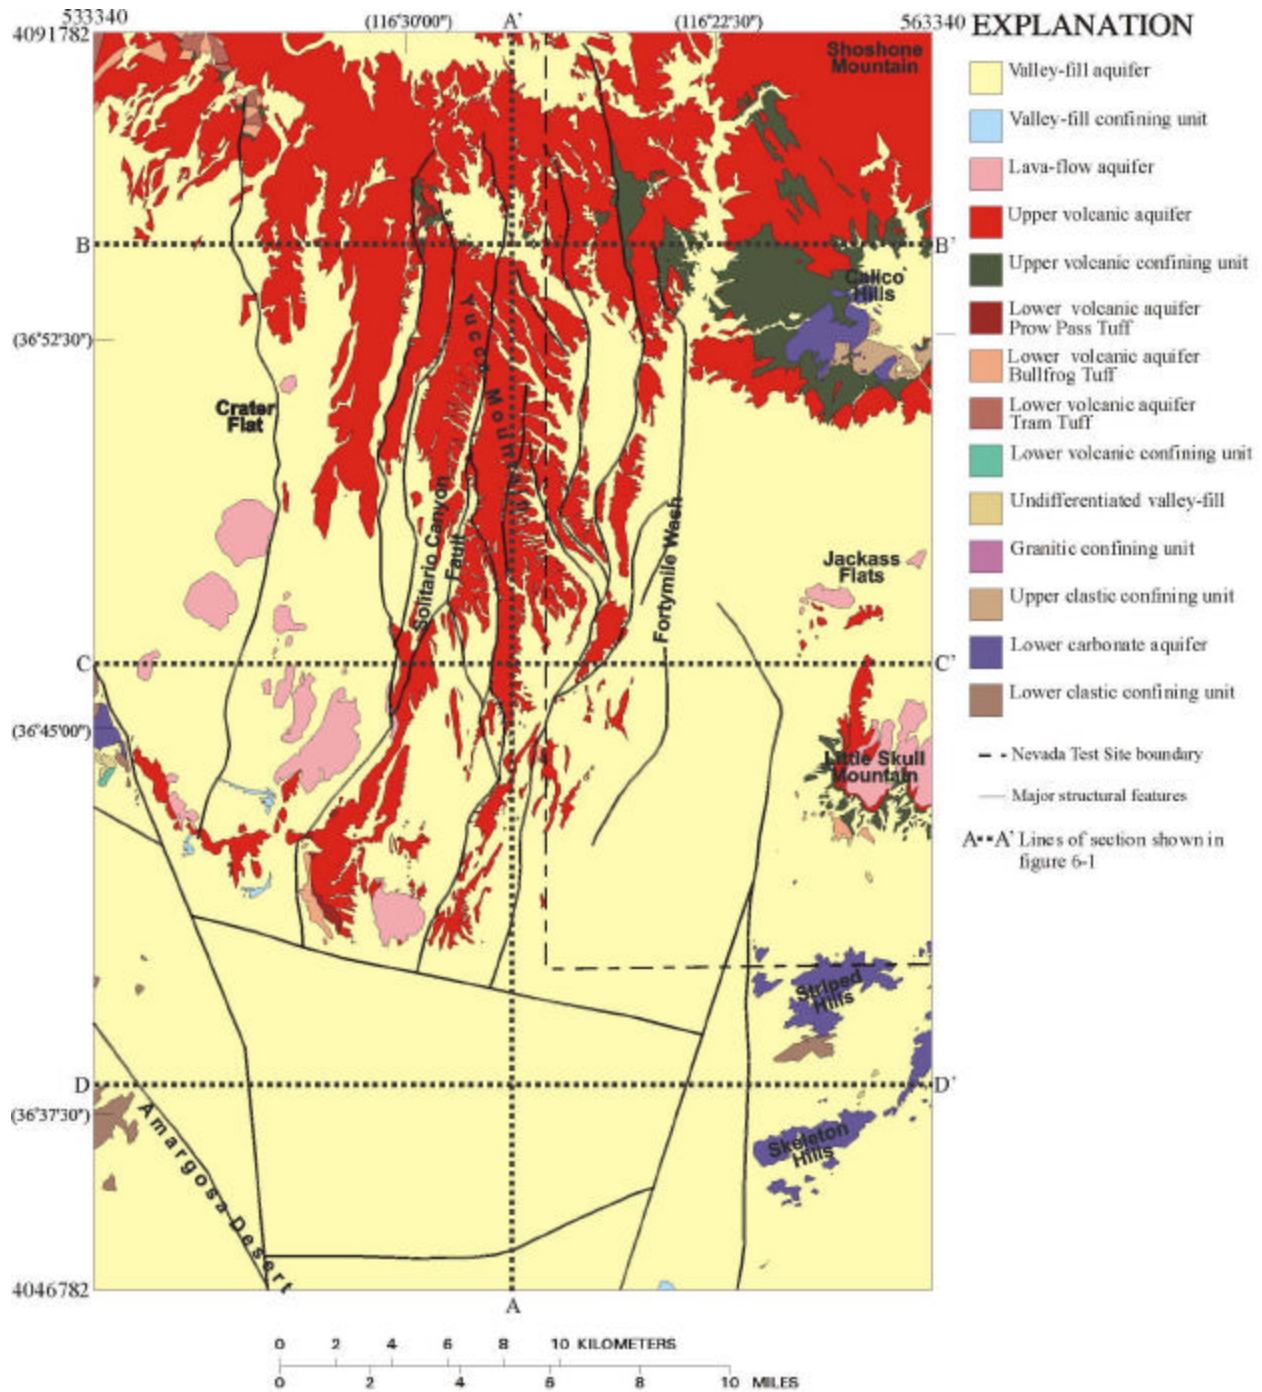 533340
(116°30'00")
A'
(116°22'30")
563340
EXPLANATION
4091782
Shoshone
Mountain
Valley-fill aquifer
Valley-fill confining unit
Lava-flow aquifer
Upper volcanic aquifer
B
B'
Upper volcanic confining unit
Calico
Hills
Lower volcanic aquifer
Prow Pass Tuff
(36°52'30")
Lower volcanic aquifer
Bullfrog Tuff
Yucca Mountain
Crater
Flat
Lower volcanic aquifer
Tram Tuff
Lower volcanic confining unit
Undifferentiated valley-fill
Solitario Canyon
Fault
Fortymile Wash
Granitic confining unit
Jackass
Flats
Upper clastic confining unit
Lower carbonate aquifer
C
C'
Lower clastic confining unit
(36°45'00")
Little Skull
Mountain
Nevada Test Site boundary
Major structural features
A A' Lines of section shown in
figure 6-1
Striped
Hills
D
D'
(36°37'30")
Amargosa Desert
Skeleton
Hills
4046782
A
0 2 4 6 8 10 KILOMETERS
0 2 4 6 8 10 MILES